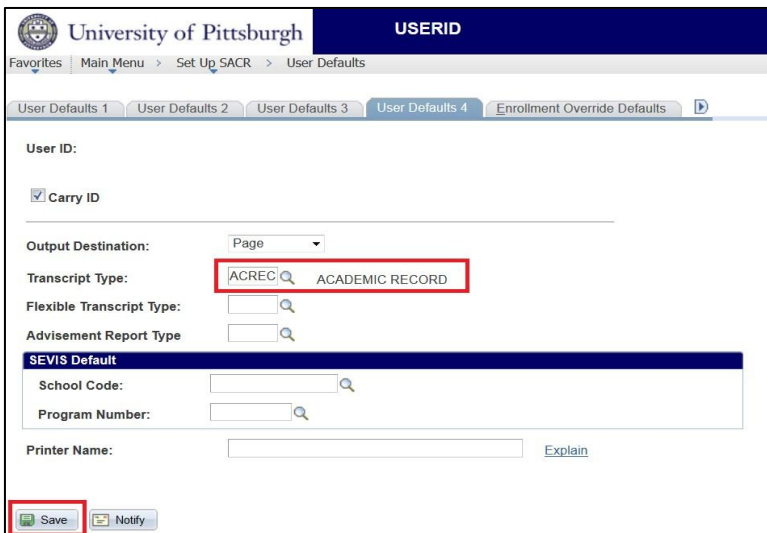 University of Pittsburgh USERID
Favorites Main Menu > Set Up SACR > User Defaults
User Defaults 1 User Defaults 2 User Defaults 3 User Defaults 4 Enrollment Override Defaults
User ID:
Carry ID
Output Destination: Page
Transcript Type: ACREC ACADEMIC RECORD
Flexible Transcript Type:
Advisement Report Type
SEVIS Default
School Code:
Program Number:
Printer Name: Explain
Save Notify